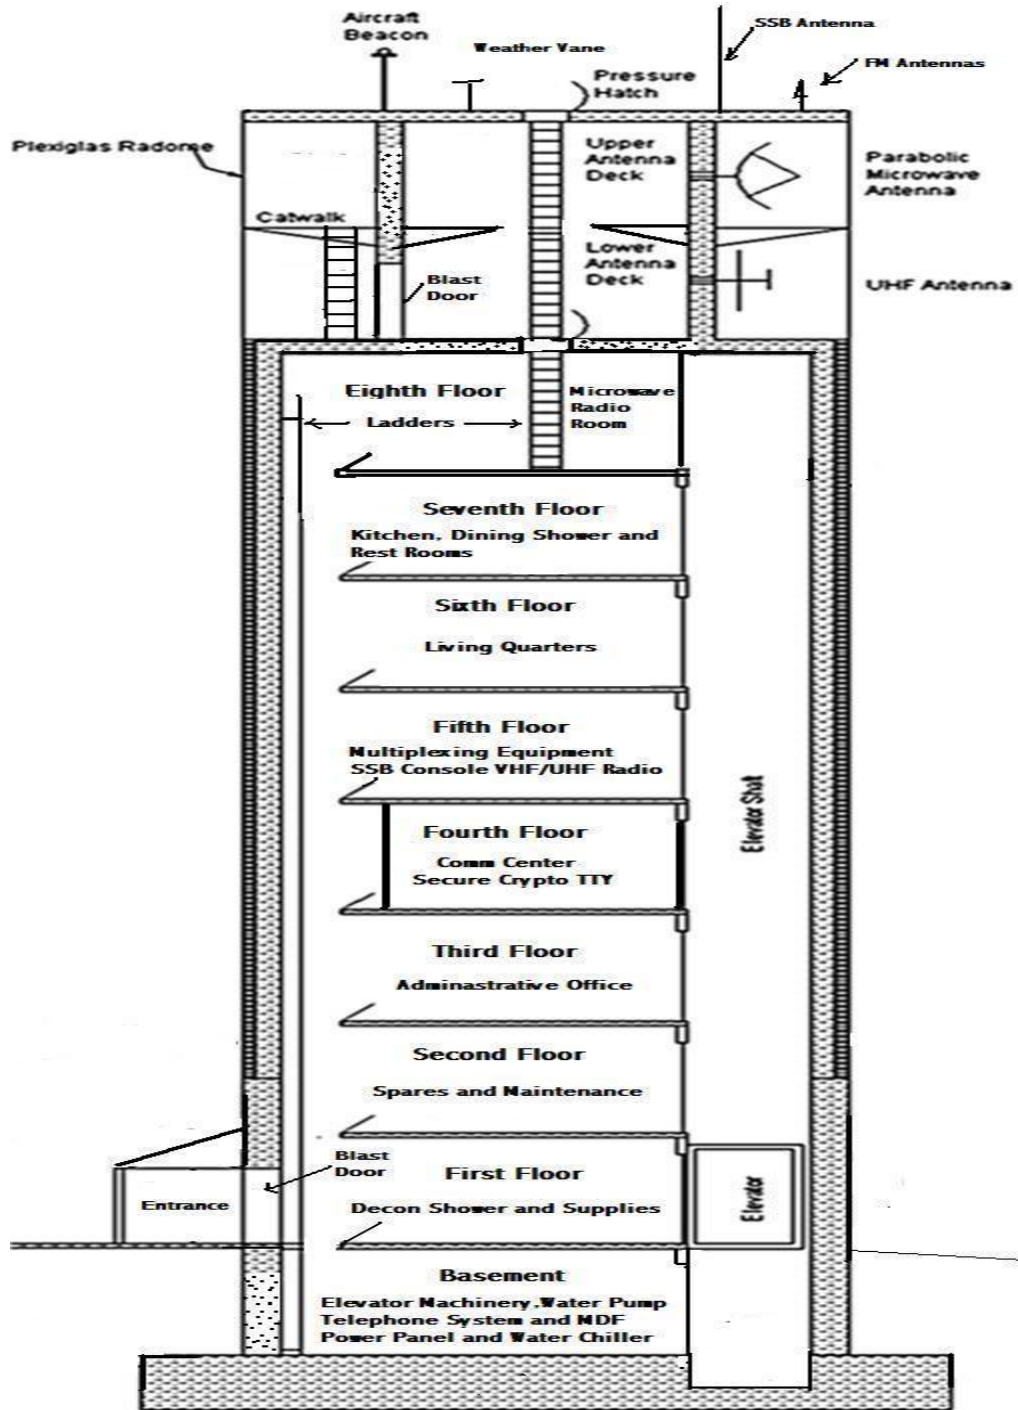 Aircraft
Beacon
Weather Vane
SSB Antenna
FM Antennas
Pressure
Hatch
Plexiglas Radome
Upper
Antenna
Deck
Parabolic
Microwave
Antenna
Catwalk
Lower
Antenna
Deck
Blast
Door
UHF Antenna
Eighth Floor
Ladders
Microwave
Radio
Room
Seventh Floor
Kitchen, Dining Shower and
Rest Rooms
Sixth Floor
Living Quarters
Fifth Floor
Multiplexing Equipment
SSB Console VHF/UHF Radio
Elevator Shaft
Fourth Floor
Comm Center
Secure Crypto TTY
Third Floor
Adminastrative Office
Second Floor
Spares and Maintenance
Blast
Door
First Floor
Entrance
Decon Shower and Supplies
Elevator
Basement
Elevator Machinery,Water Pump
Telephone System and MDF
Power Panel and Water Chiller